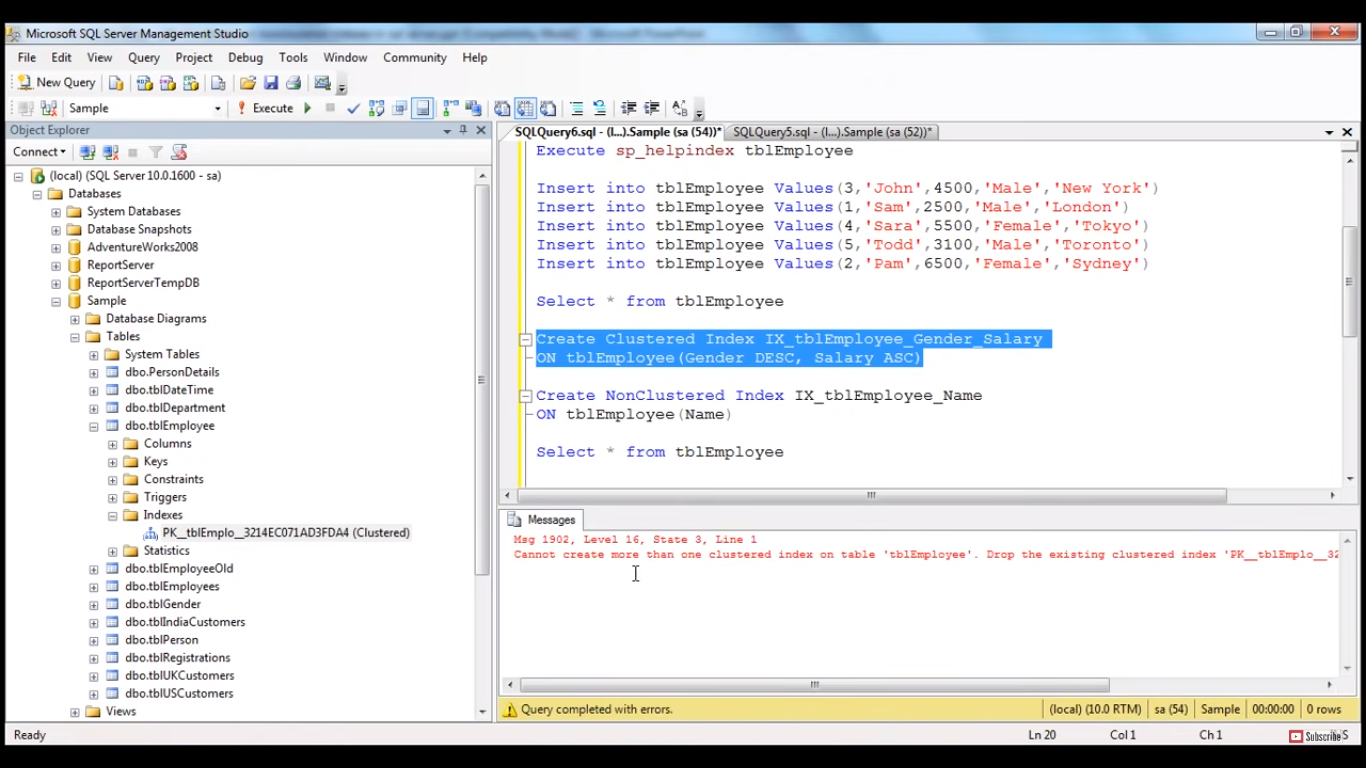 Microsoft SQL Server Management Studio
File Edit View Query Project Debug Tools Window Community Help
New Query
Sample Execute
Object Explorer
SQLQuery6.sql - (l...).Sample (sa (54))* SQLQuery5.sql - (l...).Sample (sa (52))*
Connect
(local) (SQL Server 10.0.1600 - sa)
Databases
System Databases
Database Snapshots
AdventureWorks2008
ReportServer
ReportServerTempDB
Sample
Database Diagrams
Tables
System Tables
dbo.PersonDetails
dbo.tblDateTime
dbo.tblDepartment
dbo.tblEmployee
Columns
Keys
Constraints
Triggers
Indexes
PK__tblEmplo__3214EC071AD3FDA4 (Clustered)
Statistics
dbo.tblEmployeeOld
dbo.tblEmployees
dbo.tblGender
dbo.tblIndiaCustomers
dbo.tblPerson
dbo.tblRegistrations
dbo.tblUKCustomers
dbo.tblUSCustomers
Views
Execute sp_helpindex tblEmployee
Insert into tblEmployee Values(3,'John',4500,'Male','New York')
Insert into tblEmployee Values(1,'Sam',2500,'Male','London')
Insert into tblEmployee Values(4,'Sara',5500,'Female','Tokyo')
Insert into tblEmployee Values(5,'Todd',3100,'Male','Toronto')
Insert into tblEmployee Values(2,'Pam',6500,'Female','Sydney')
Select * from tblEmployee
Create Clustered Index IX_tblEmployee_Gender_Salary
ON tblEmployee(Gender DESC, Salary ASC)
Create NonClustered Index IX_tblEmployee_Name
ON tblEmployee(Name)
Select * from tblEmployee
Messages
Msg 1902, Level 16, State 3, Line 1
Cannot create more than one clustered index on table 'tblEmployee'. Drop the existing clustered index 'PK__tblEmplo__32
Query completed with errors. (local) (10.0 RTM) sa (54) Sample 00:00:00 0 rows
Ready Ln 20 Col 1 Ch 1 Subscribe